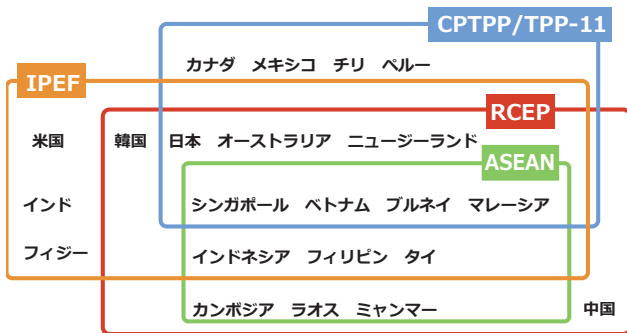 CPTPP/TPP-11
カナダ メキシコ チリ ペルー
IPEF
RCEP
米国 韓国 日本 オーストラリア ニュージーランド
ASEAN
インド シンガポール ベトナム ブルネイ マレーシア
フィジー インドネシア フィリピン タイ
カンボジア ラオス ミャンマー 中国